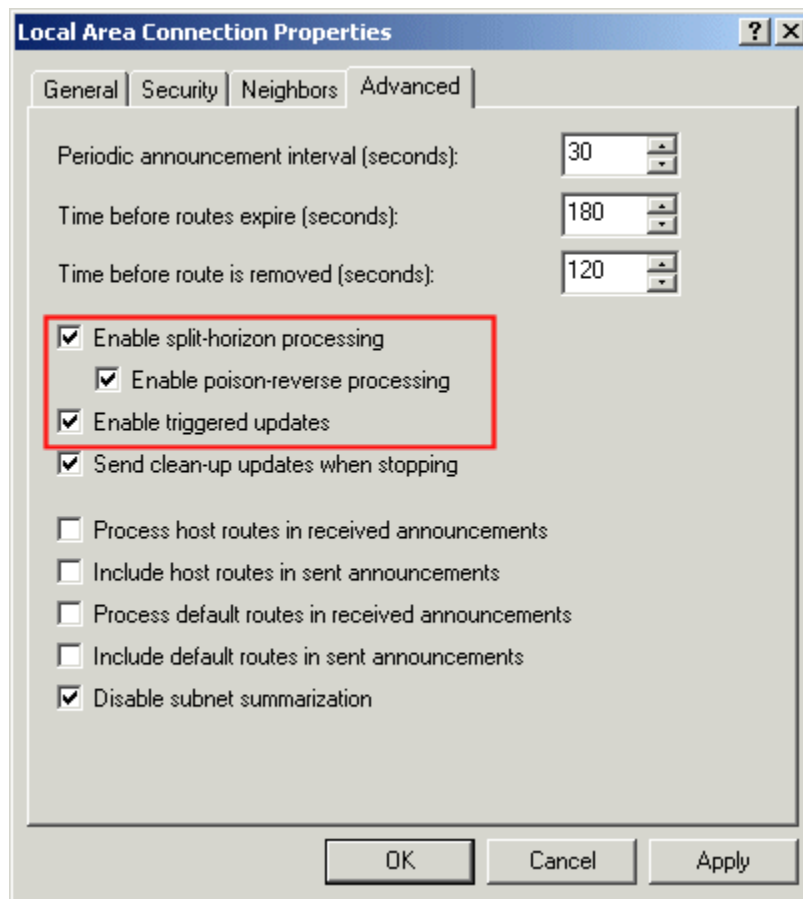 Local Area Connection Properties
General Security Neighbors Advanced
Periodic announcement interval (seconds): 30
Time before routes expire (seconds): 180
Time before route is removed (seconds): 120
Enable split-horizon processing
Enable poison-reverse processing
Enable triggered updates
Send clean-up updates when stopping
Process host routes in received announcements
Include host routes in sent announcements
Process default routes in received announcements
Include default routes in sent announcements
Disable subnet summarization
OK Cancel Apply